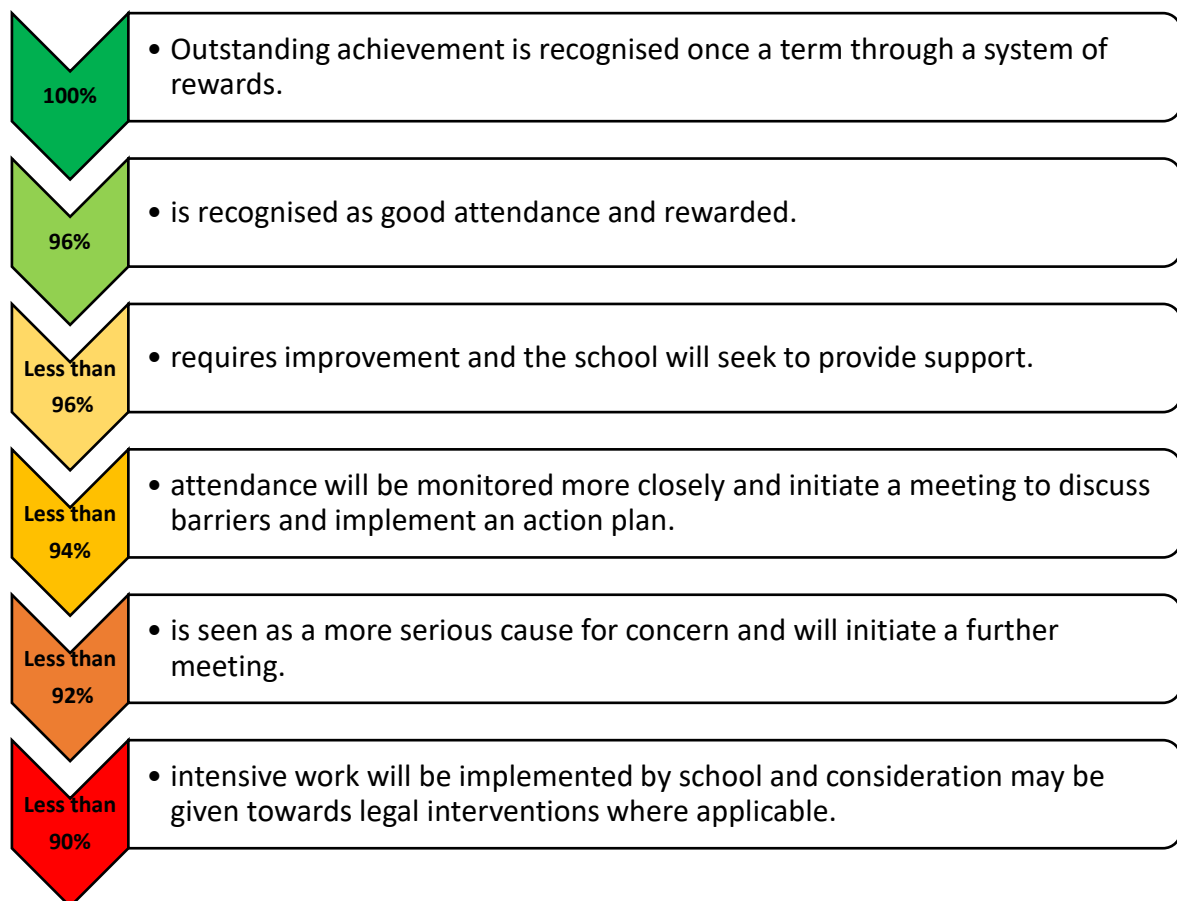 100%
• Outstanding achievement is recognised once a term through a system of
rewards.
96%
• is recognised as good attendance and rewarded.
Less than
96%
• requires improvement and the school will seek to provide support.
Less than
94%
• attendance will be monitored more closely and initiate a meeting to discuss
barriers and implement an action plan.
Less than
92%
• is seen as a more serious cause for concern and will initiate a further
meeting.
Less than
90%
• intensive work will be implemented by school and consideration may be
given towards legal interventions where applicable.